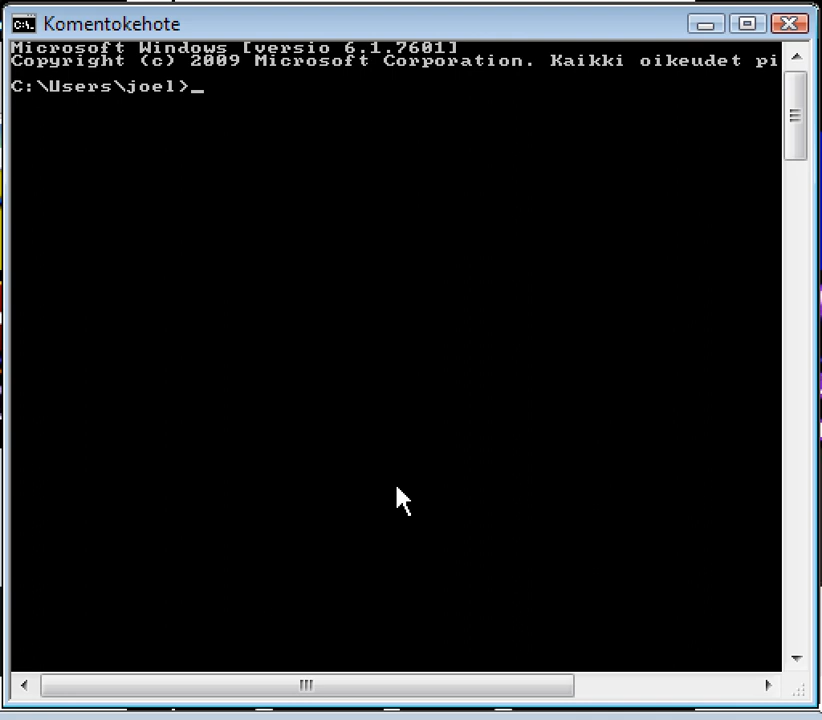 Komentokehote
Microsoft Windows [versio 6.1.7601]
Copyright (c) 2009 Microsoft Corporation. Kaikki oikeudet pi
C:\Users\joel>_